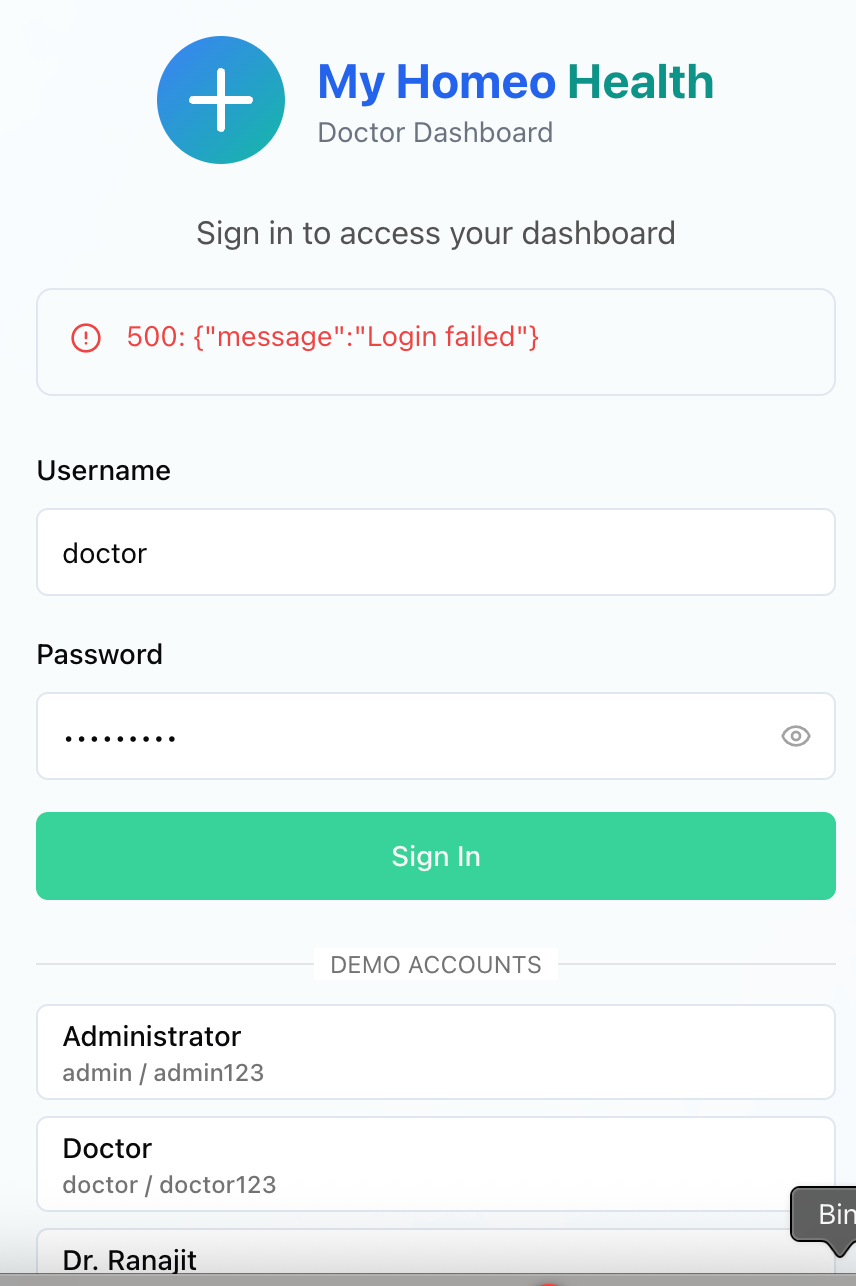 My Homeo Health
Doctor Dashboard
Sign in to access your dashboard
500: {"message":"Login failed"}
Username
doctor
Password
•••••••••
Sign In
DEMO ACCOUNTS
Administrator
admin / admin123
Doctor
doctor / doctor123
Bin
Dr. Ranajit